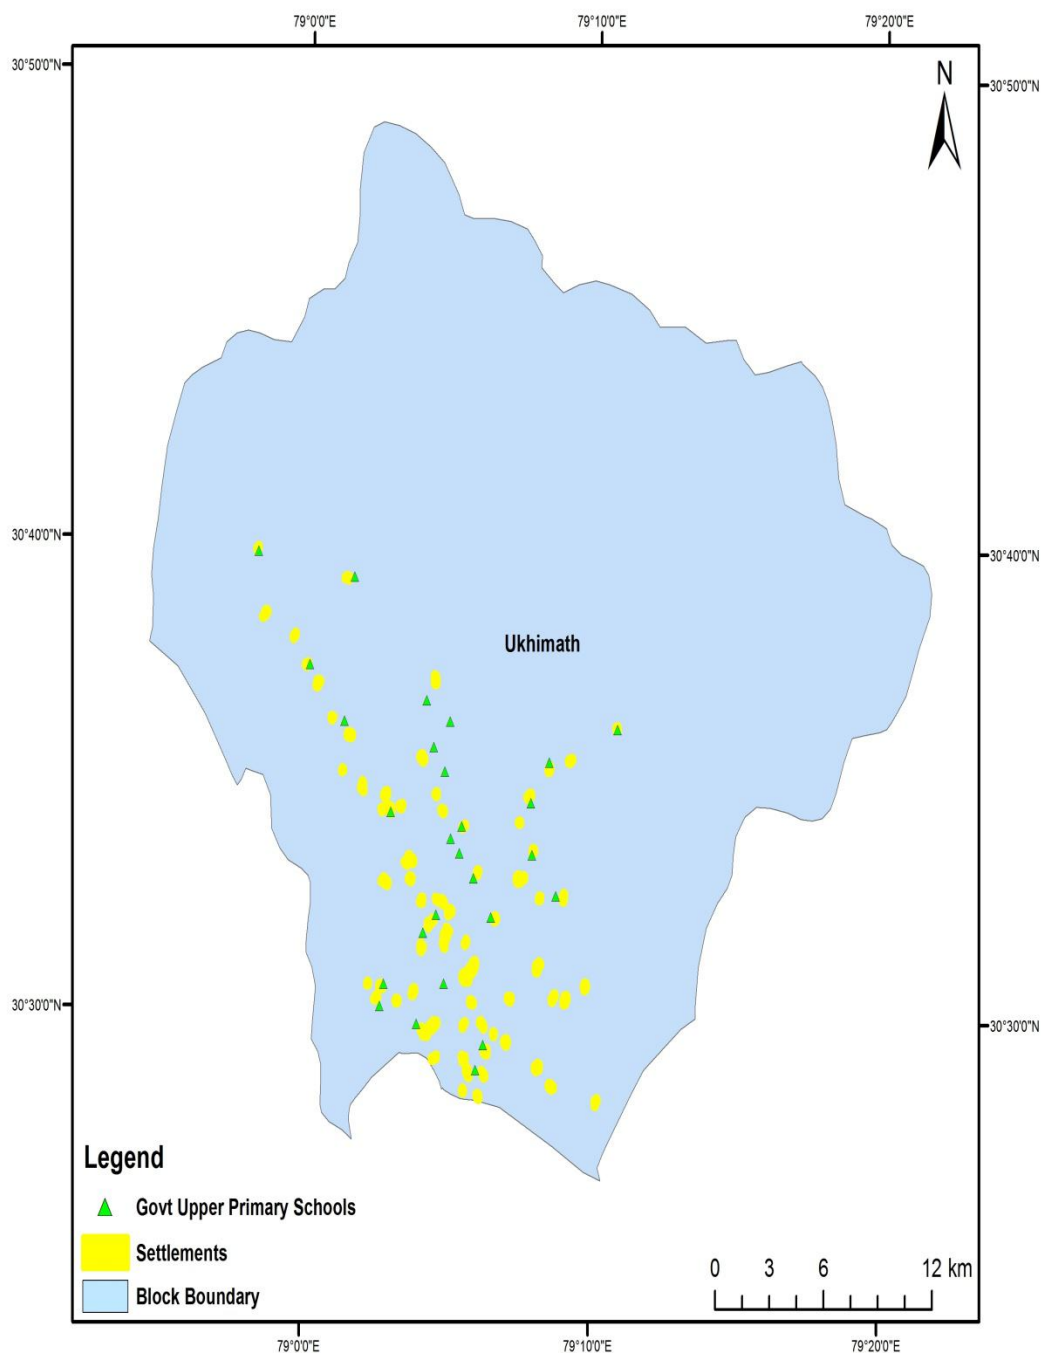 79°0'0"E 79°10'0"E 79°20'0"E
30°50'0"N
30°50'0"N
N
30°40'0"N
30°40'0"N
Ukhimath
30°30'0"N
30°30'0"N
Legend
Govt Upper Primary Schools
Settlements
Block Boundary
0 3 6 12 km
79°0'0"E 79°10'0"E 79°20'0"E